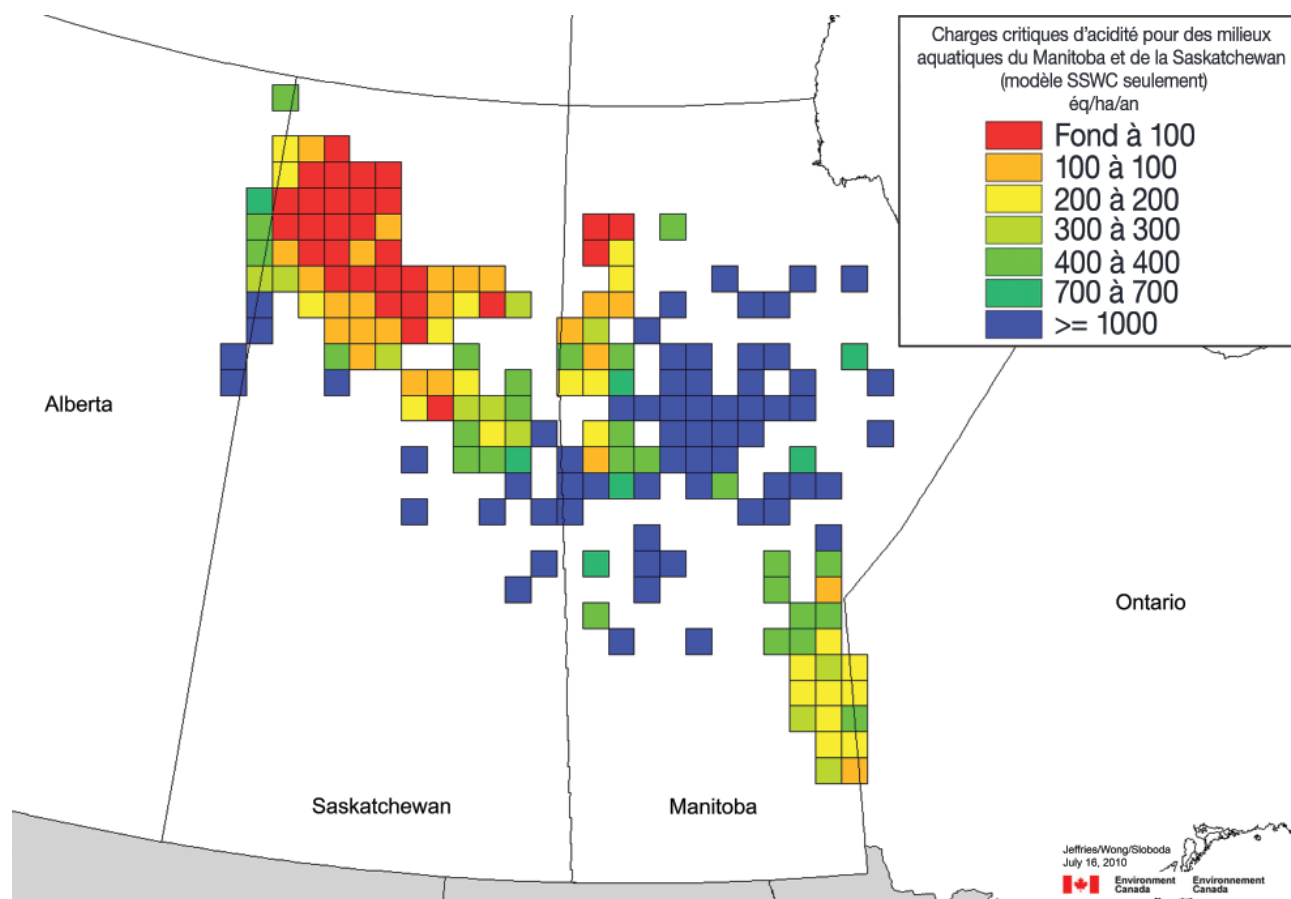 Charges critiques d'acidité pour des milieux
aquatiques du Manitoba et de la Saskatchewan
(modèle SSWC seulement)
éq/ha/an
Fond à 100
100 à 100
200 à 200
300 à 300
400 à 400
700 à 700
>= 1000
Alberta
Ontario
Saskatchewan
Manitoba
Jeffries/Wong/Sloboda
July 16, 2010
Environment Environnement
Canada Canada